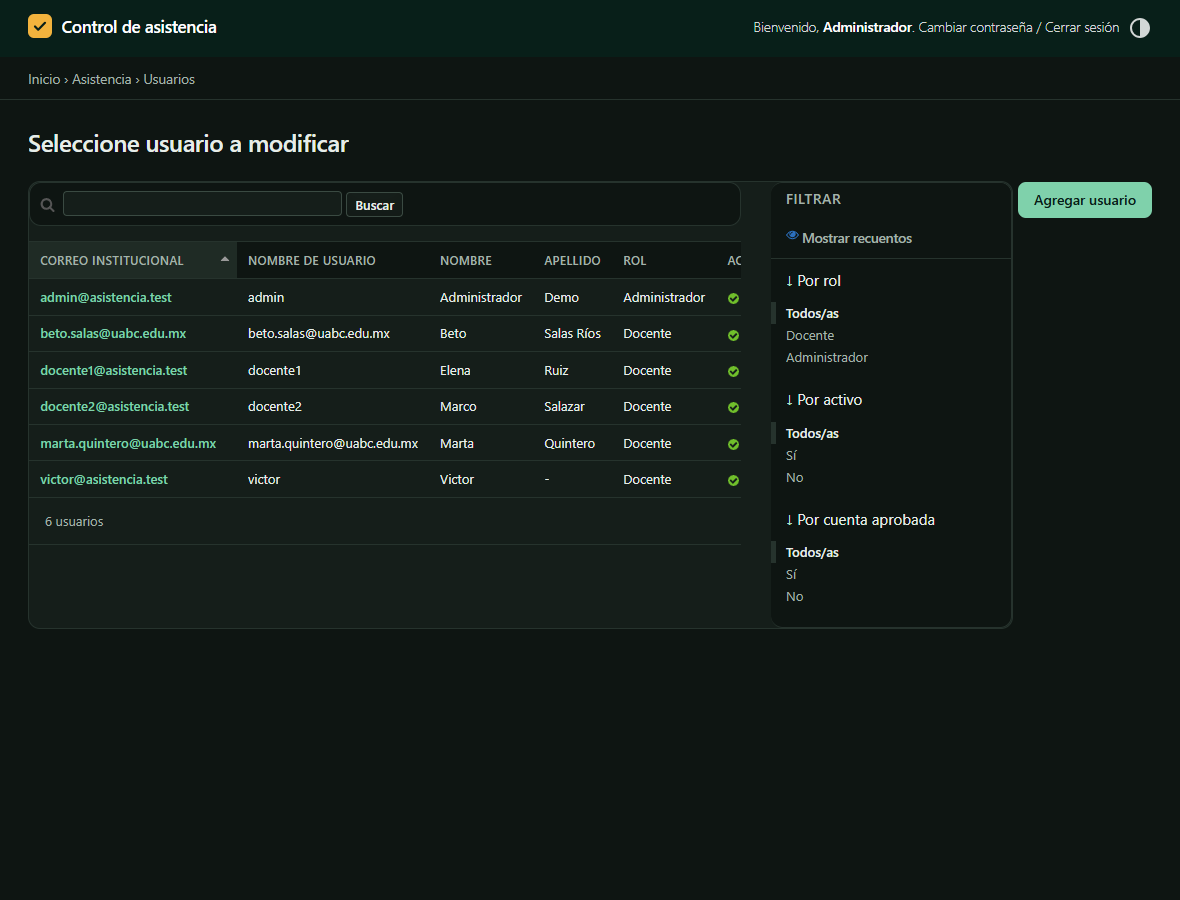 Control de asistencia
Bienvenido, Administrador. Cambiar contraseña / Cerrar sesión
Inicio › Asistencia › Usuarios
Seleccione usuario a modificar
Buscar
Agregar usuario
CORREO INSTITUCIONAL NOMBRE DE USUARIO NOMBRE APELLIDO ROL AC
admin@asistencia.test admin Administrador Demo Administrador
beto.salas@uabc.edu.mx beto.salas@uabc.edu.mx Beto Salas Ríos Docente
docente1@asistencia.test docente1 Elena Ruiz Docente
docente2@asistencia.test docente2 Marco Salazar Docente
marta.quintero@uabc.edu.mx marta.quintero@uabc.edu.mx Marta Quintero Docente
victor@asistencia.test victor Victor - Docente
6 usuarios
FILTRAR
Mostrar recuentos
↓ Por rol
Todos/as
Docente
Administrador
↓ Por activo
Todos/as
Sí
No
↓ Por cuenta aprobada
Todos/as
Sí
No